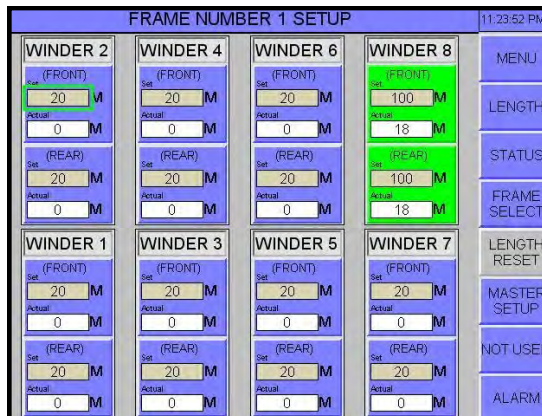 FRAME NUMBER 1 SETUP 11:23:52 PM
WINDER 2 WINDER 4 WINDER 6 WINDER 8 MENU
(FRONT) (FRONT) (FRONT) (FRONT)
Set Set Set Set
20 M 20 M 20 M 100 M LENGTH
Actual Actual Actual Actual
0 M 0 M 0 M 18 M
(REAR) (REAR) (REAR) (REAR) STATUS
Set Set Set Set
20 M 20 M 20 M 100 M
Actual Actual Actual Actual FRAME
0 M 0 M 0 M 18 M SELECT
WINDER 1 WINDER 3 WINDER 5 WINDER 7 LENGTH
(FRONT) (FRONT) (FRONT) (FRONT) RESET
Set Set Set Set
20 M 20 M 20 M 20 M MASTER
Actual Actual Actual Actual SETUP
0 M 0 M 0 M 0 M
(REAR) (REAR) (REAR) (REAR) NOT USE
Set Set Set Set
20 M 20 M 20 M 20 M
Actual Actual Actual Actual ALARM
0 M 0 M 0 M 0 M